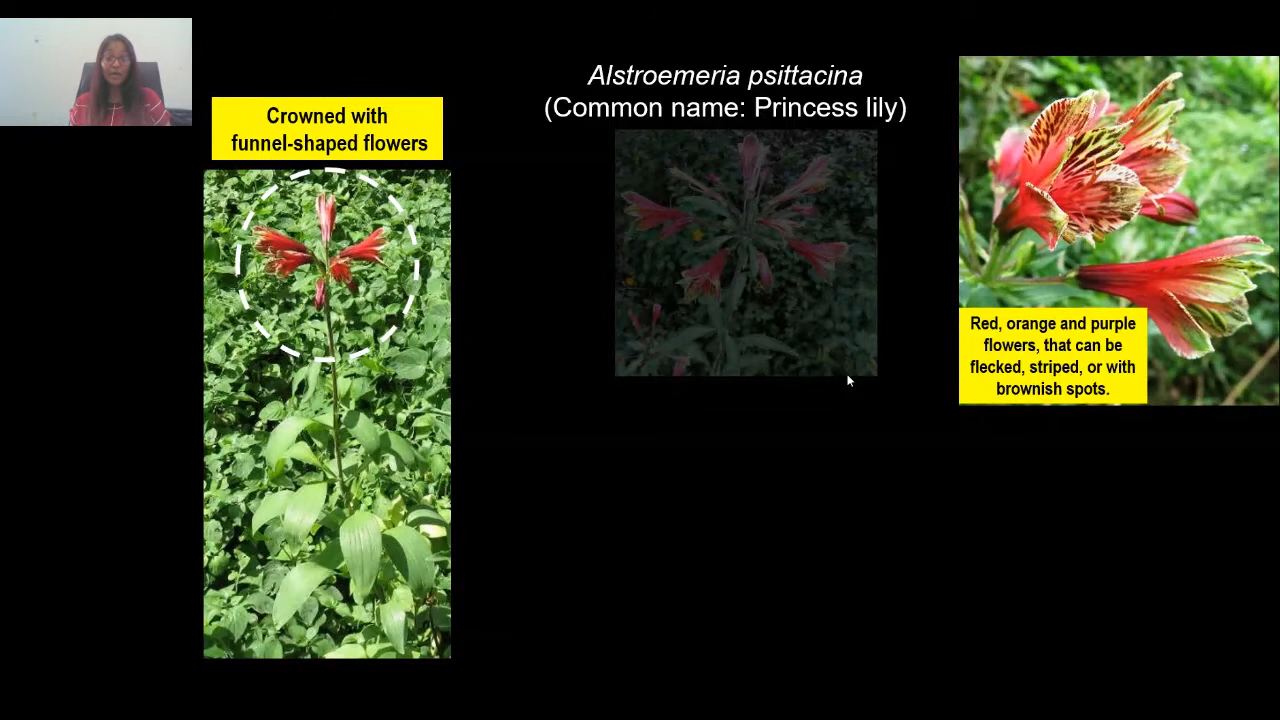 Alstroemeria psittacina
(Common name: Princess lily)
Crowned with
funnel-shaped flowers
Red, orange and purple
flowers, that can be
flecked, striped, or with
brownish spots.